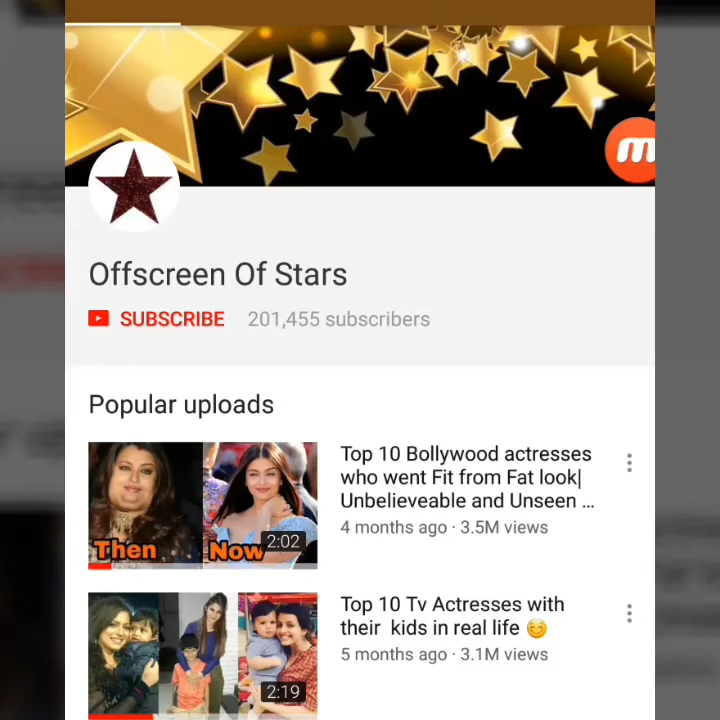 m
Offscreen Of Stars
SUBSCRIBE 201,455 subscribers
Popular uploads
Then Now 2:02
Top 10 Bollywood actresses
who went Fit from Fat look|
Unbelieveable and Unseen ...
4 months ago · 3.5M views
2:19
Top 10 Tv Actresses with
their kids in real life 😊
5 months ago · 3.1M views